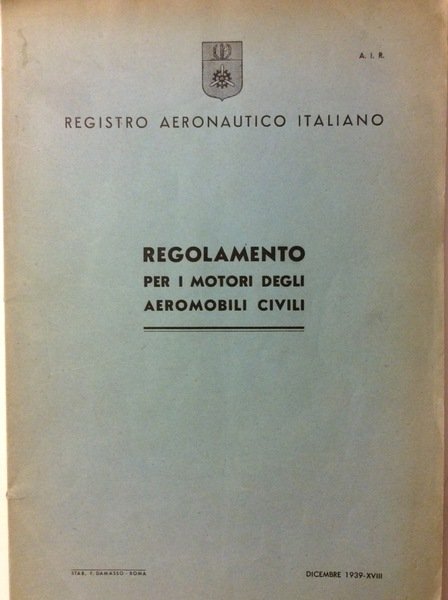 A. I. R.
REGISTRO AERONAUTICO ITALIANO
REGOLAMENTO
PER I MOTORI DEGLI
AEROMOBILI CIVILI
STAB. F. DAMASSO - ROMA
DICEMBRE 1939-XVIII